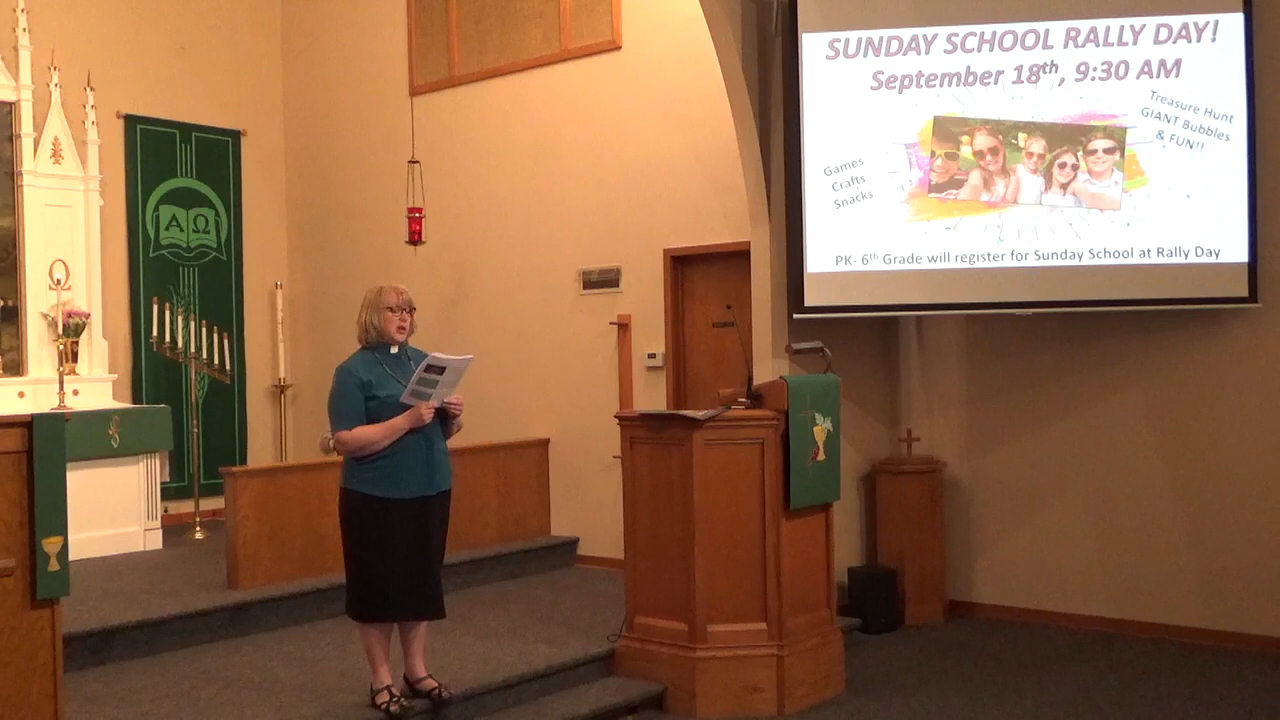 SUNDAY SCHOOL RALLY DAY!
September 18th, 9:30 AM
Treasure Hunt
GIANT Bubbles
& FUN!!
Games
Crafts
Snacks
PK- 6th Grade will register for Sunday School at Rally Day
Α Ω